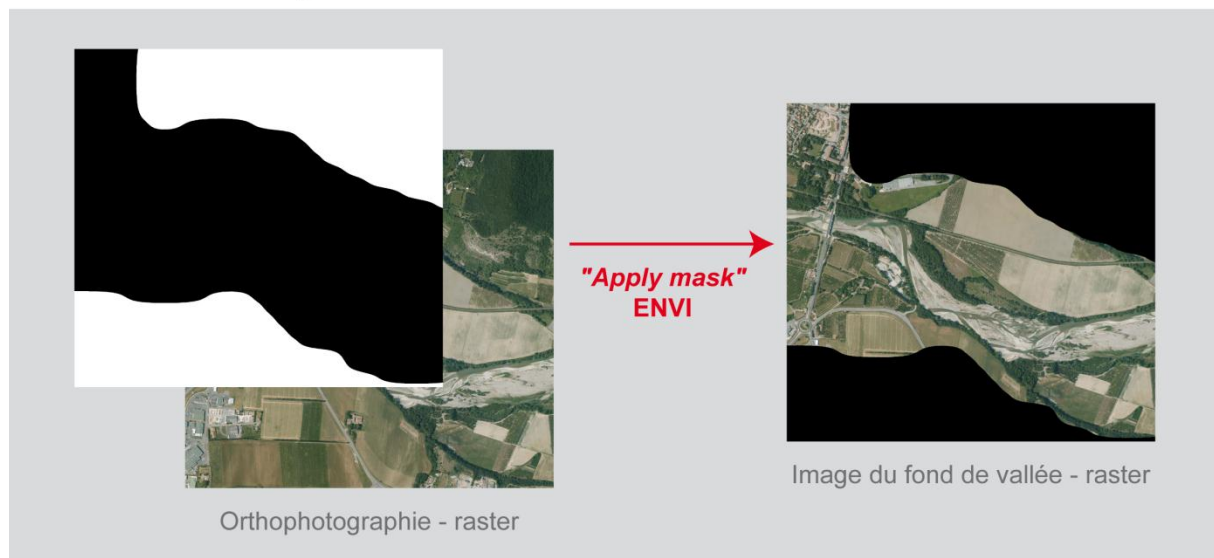 "Apply mask"
ENVI
Image du fond de vallée - raster
Orthophotographie - raster